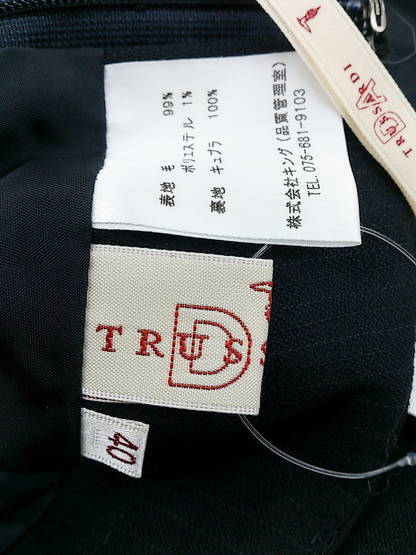 表地 毛 99%
ポリエステル 1%
裏地 キュプラ 100%
株式会社キング(品質管理室)
TEL. 075-681-9103
TRUSSARDI
D
TRUS
D
40